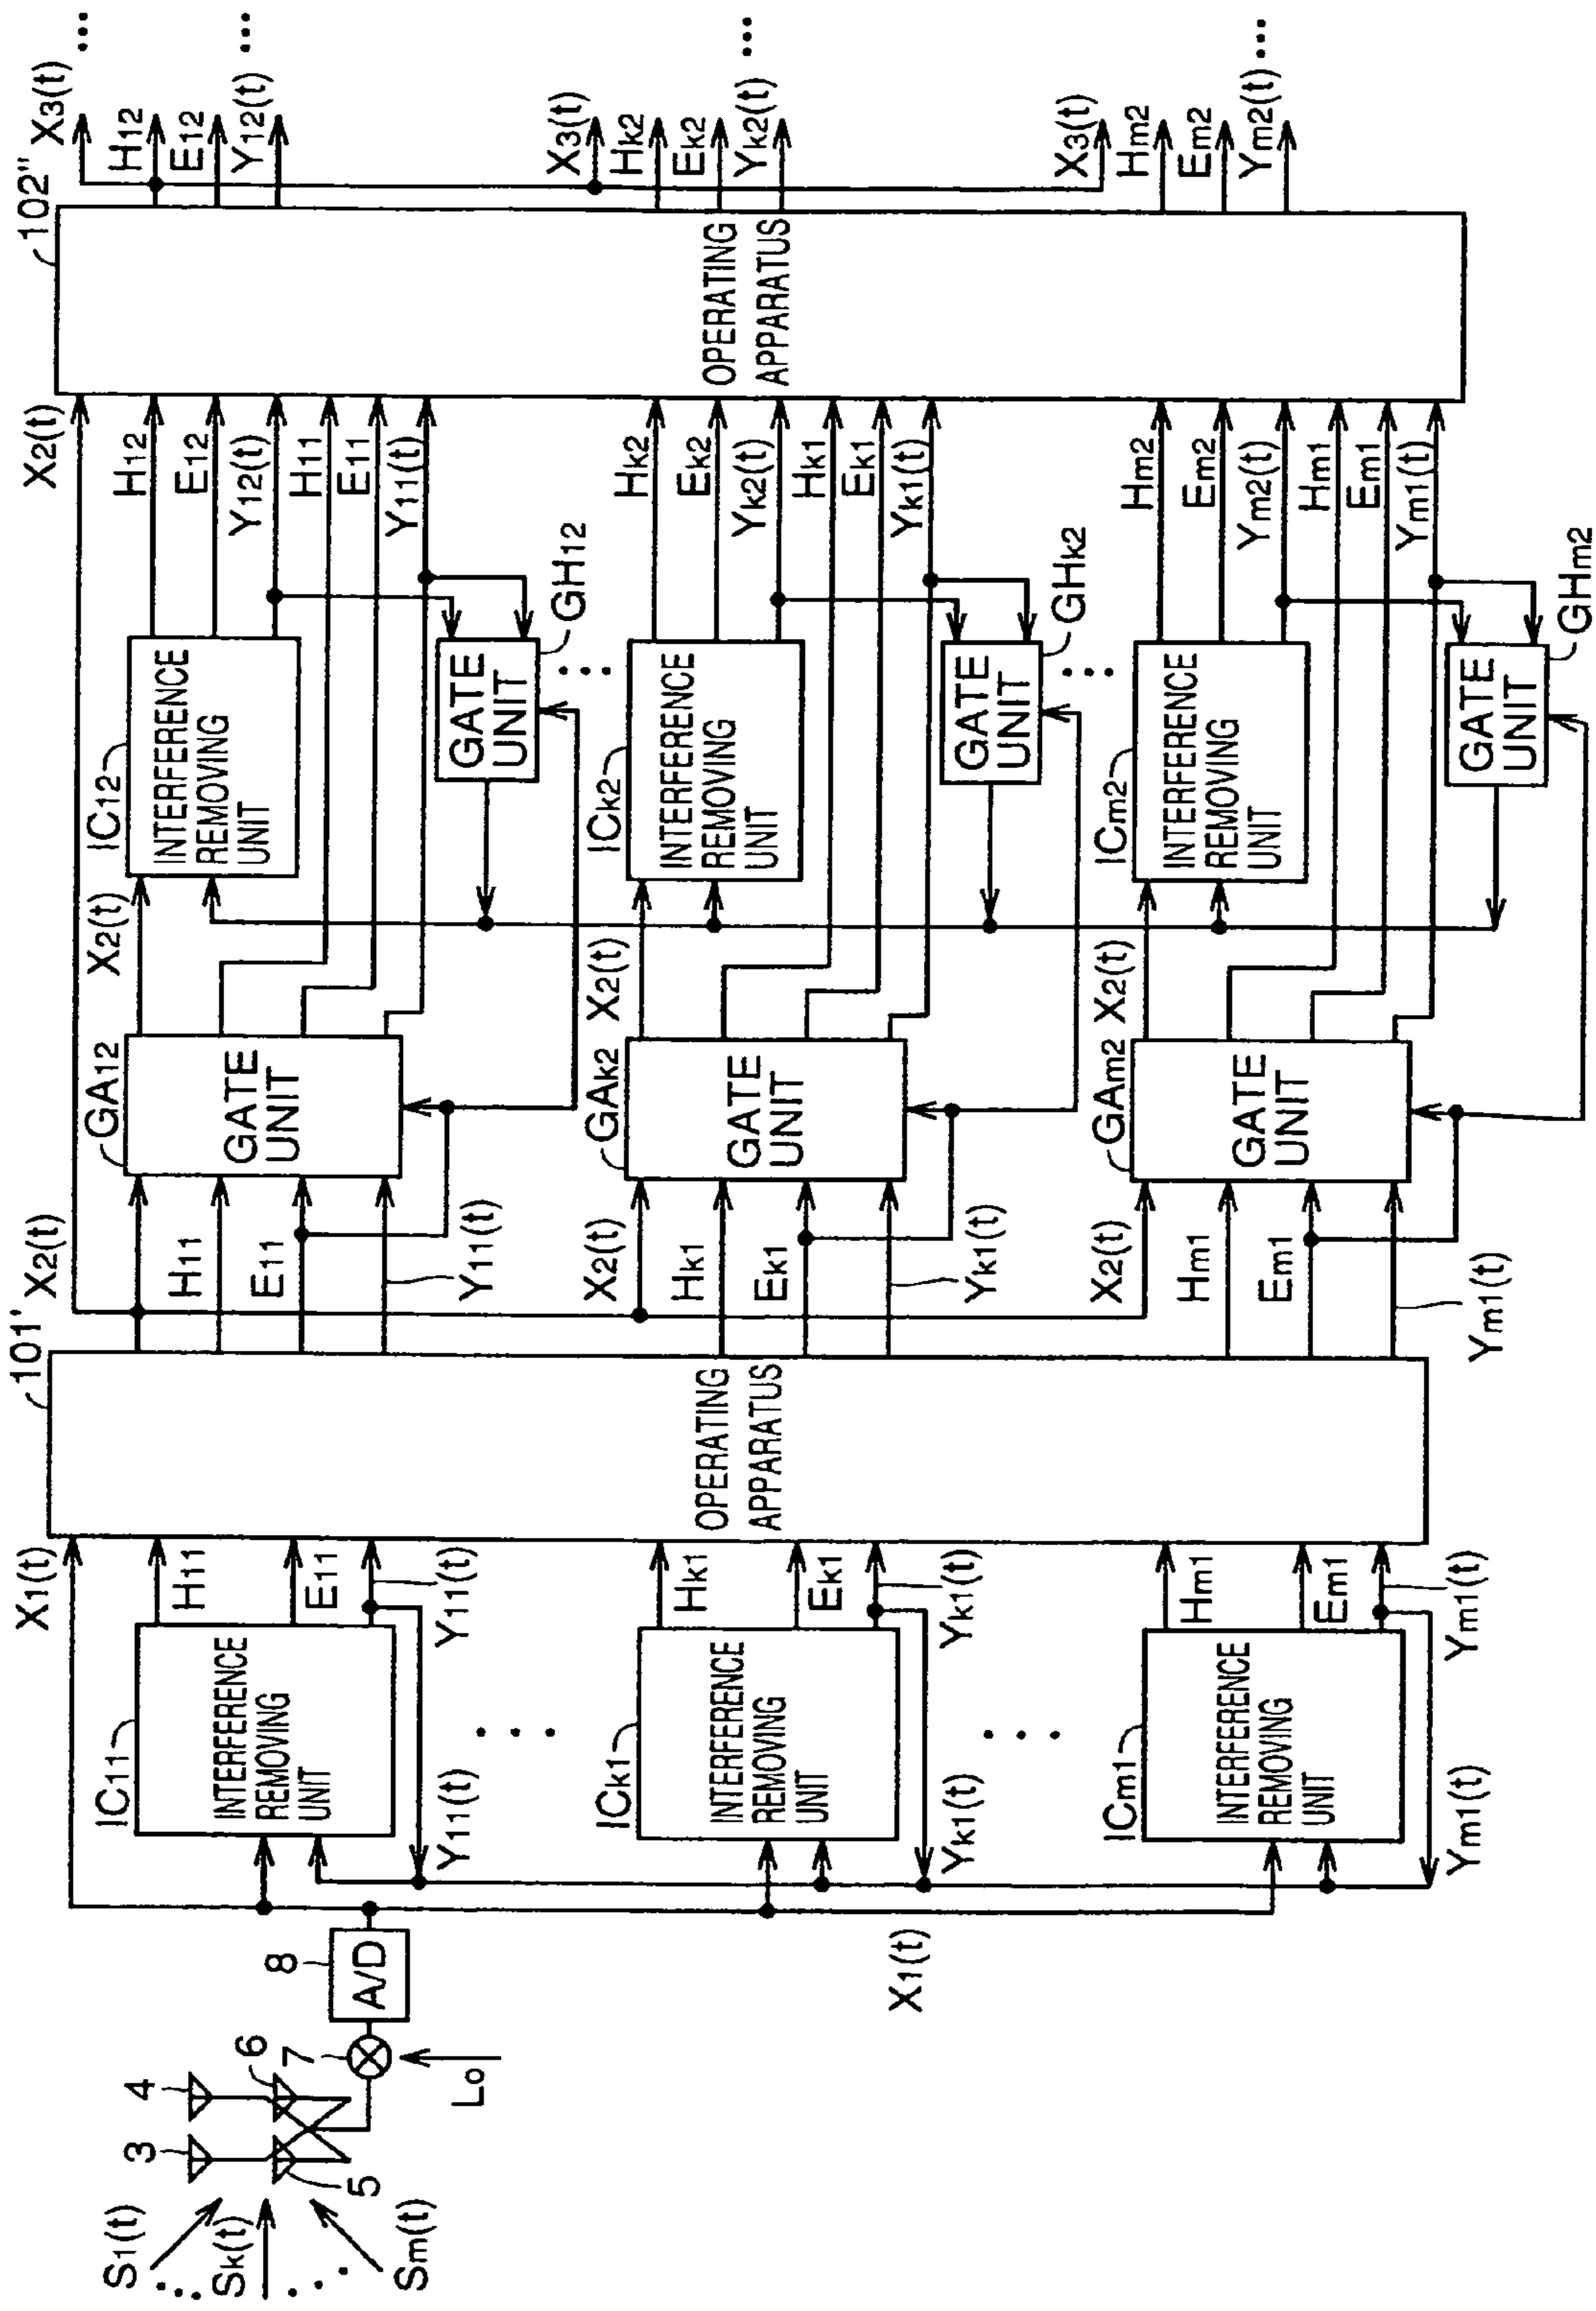 S1(t)
Sk(t)
Sm(t)
3
4
5
6
7
Lo
8
A/D
X1(t)
X1(t)
IC11
INTERFERENCE
REMOVING
UNIT
H11
E11
Y11(t)
Y11(t)
ICk1
INTERFERENCE
REMOVING
UNIT
Hk1
Ek1
Yk1(t)
Yk1(t)
ICm1
INTERFERENCE
REMOVING
UNIT
Hm1
Em1
Ym1(t)
Ym1(t)
101'
OPERATING
APPARATUS
X2(t)
H11
E11
Y11(t)
X2(t)
Hk1
Ek1
Yk1(t)
X2(t)
Hm1
Em1
Ym1(t)
GA12
GATE
UNIT
GAk2
GATE
UNIT
GAm2
GATE
UNIT
X2(t)
IC12
INTERFERENCE
REMOVING
UNIT
GATE
UNIT
GH12
X2(t)
ICk2
INTERFERENCE
REMOVING
UNIT
GATE
UNIT
GHk2
X2(t)
ICm2
INTERFERENCE
REMOVING
UNIT
GATE
UNIT
GHm2
X2(t)
H12
E12
Y12(t)
H11
E11
Y11(t)
Hk2
Ek2
Yk2(t)
Hk1
Ek1
Yk1(t)
Hm2
Em2
Ym2(t)
Hm1
Em1
Ym1(t)
102"
OPERATING
APPARATUS
X3(t)
H12
E12
Y12(t)
X3(t)
Hk2
Ek2
Yk2(t)
X3(t)
Hm2
Em2
Ym2(t)